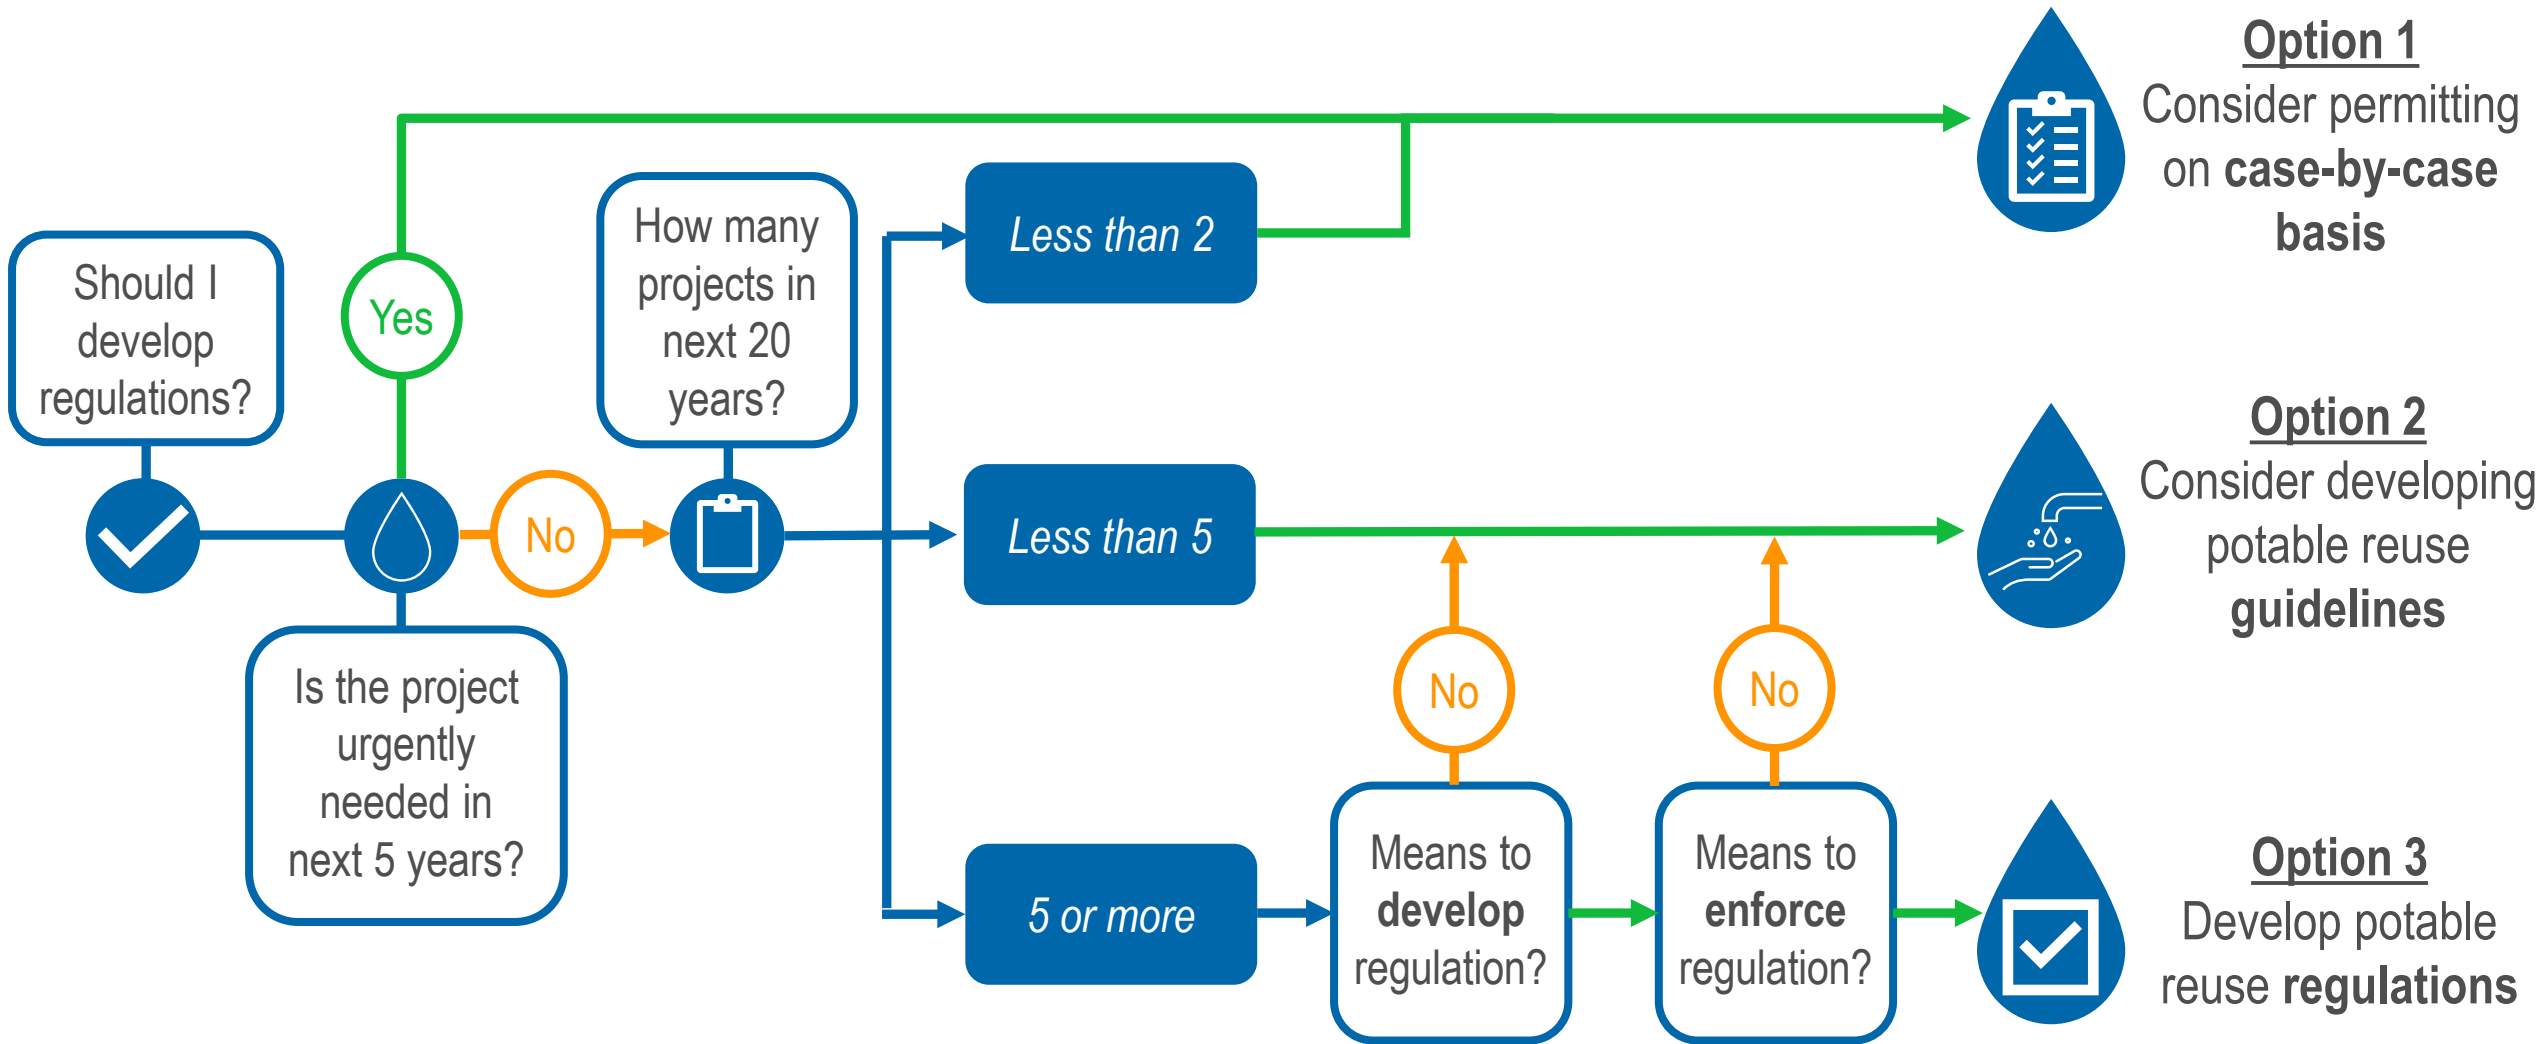 Should I
develop
regulations?
Yes
Is the project
urgently
needed in
next 5 years?
No
How many
projects in
next 20
years?
Less than 2
Less than 5
5 or more
No
Means to
develop
regulation?
No
Means to
enforce
regulation?
Option 1
Consider permitting
on case-by-case
basis
Option 2
Consider developing
potable reuse
guidelines
Option 3
Develop potable
reuse regulations